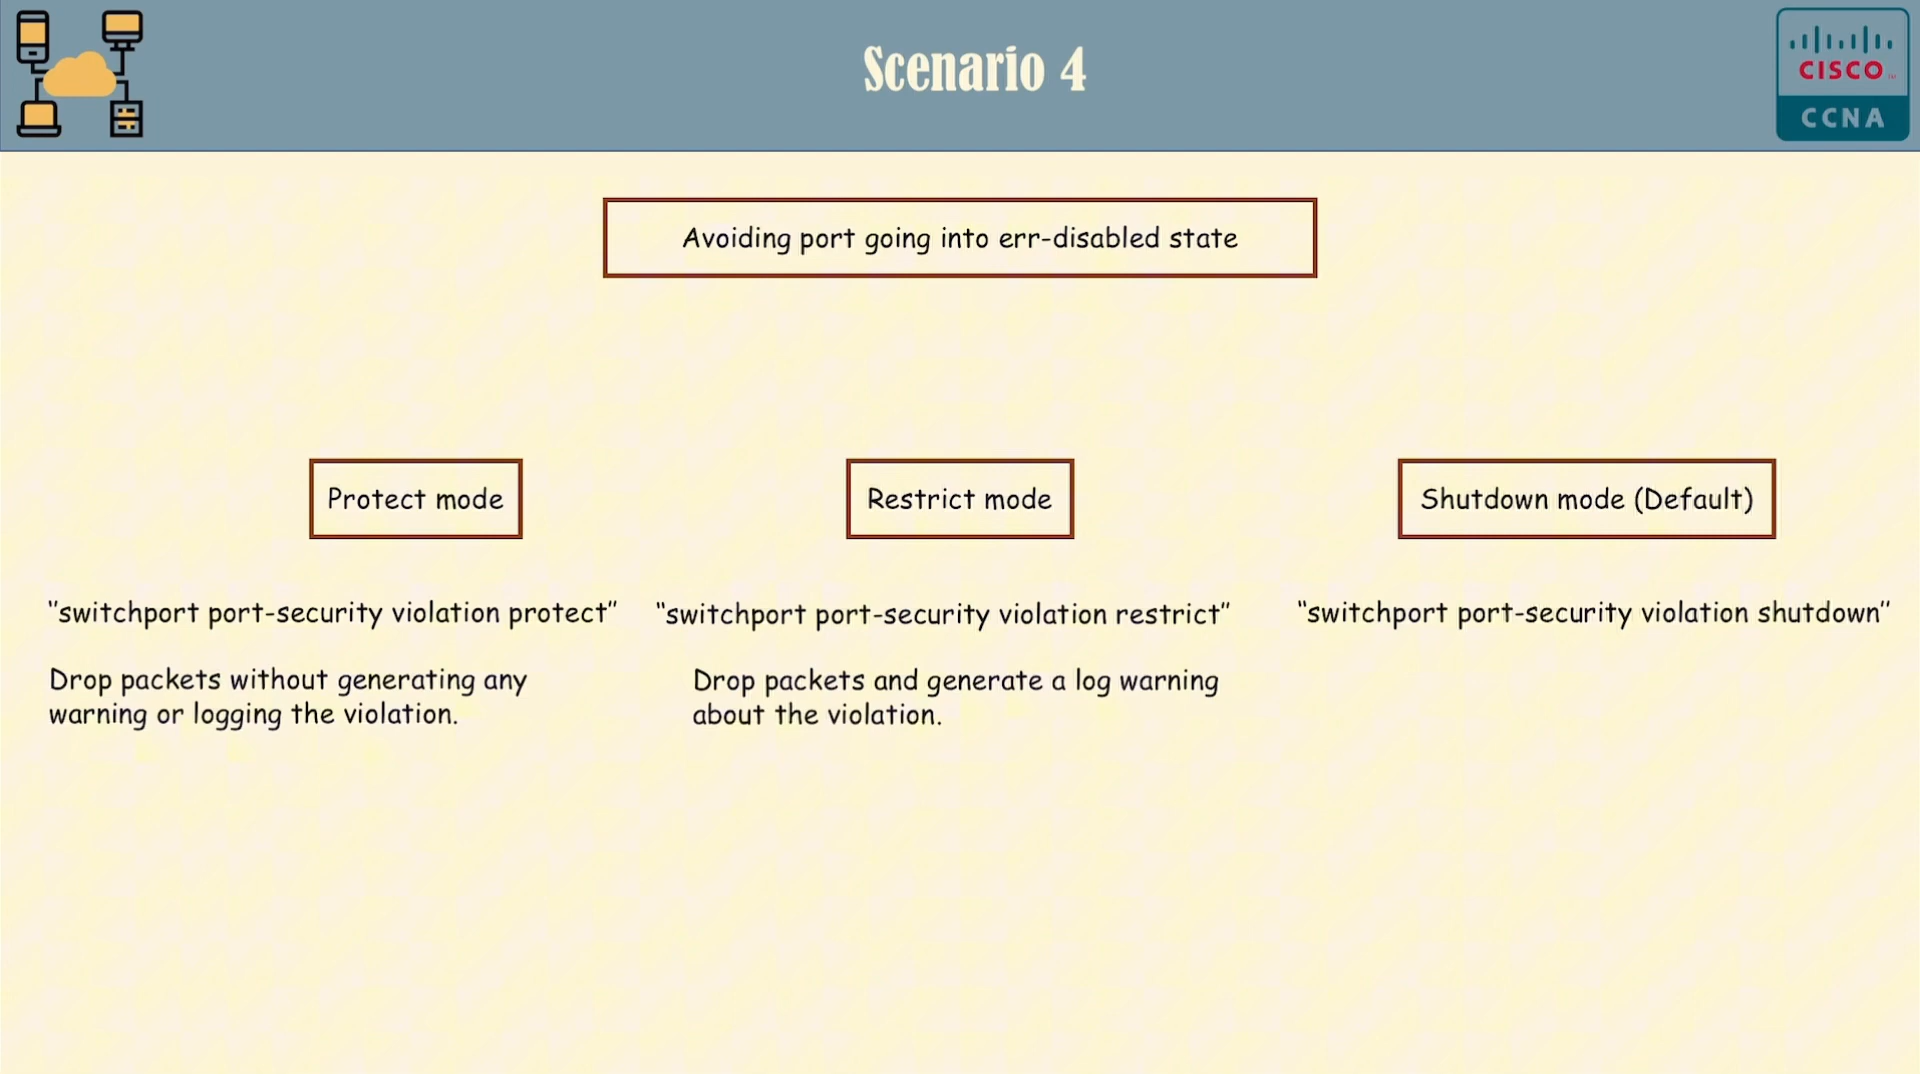 Scenario 4
CISCO
CCNA
Avoiding port going into err-disabled state
Protect mode
Restrict mode
Shutdown mode (Default)
"switchport port-security violation protect"
"switchport port-security violation restrict"
"switchport port-security violation shutdown"
Drop packets without generating any
warning or logging the violation.
Drop packets and generate a log warning
about the violation.